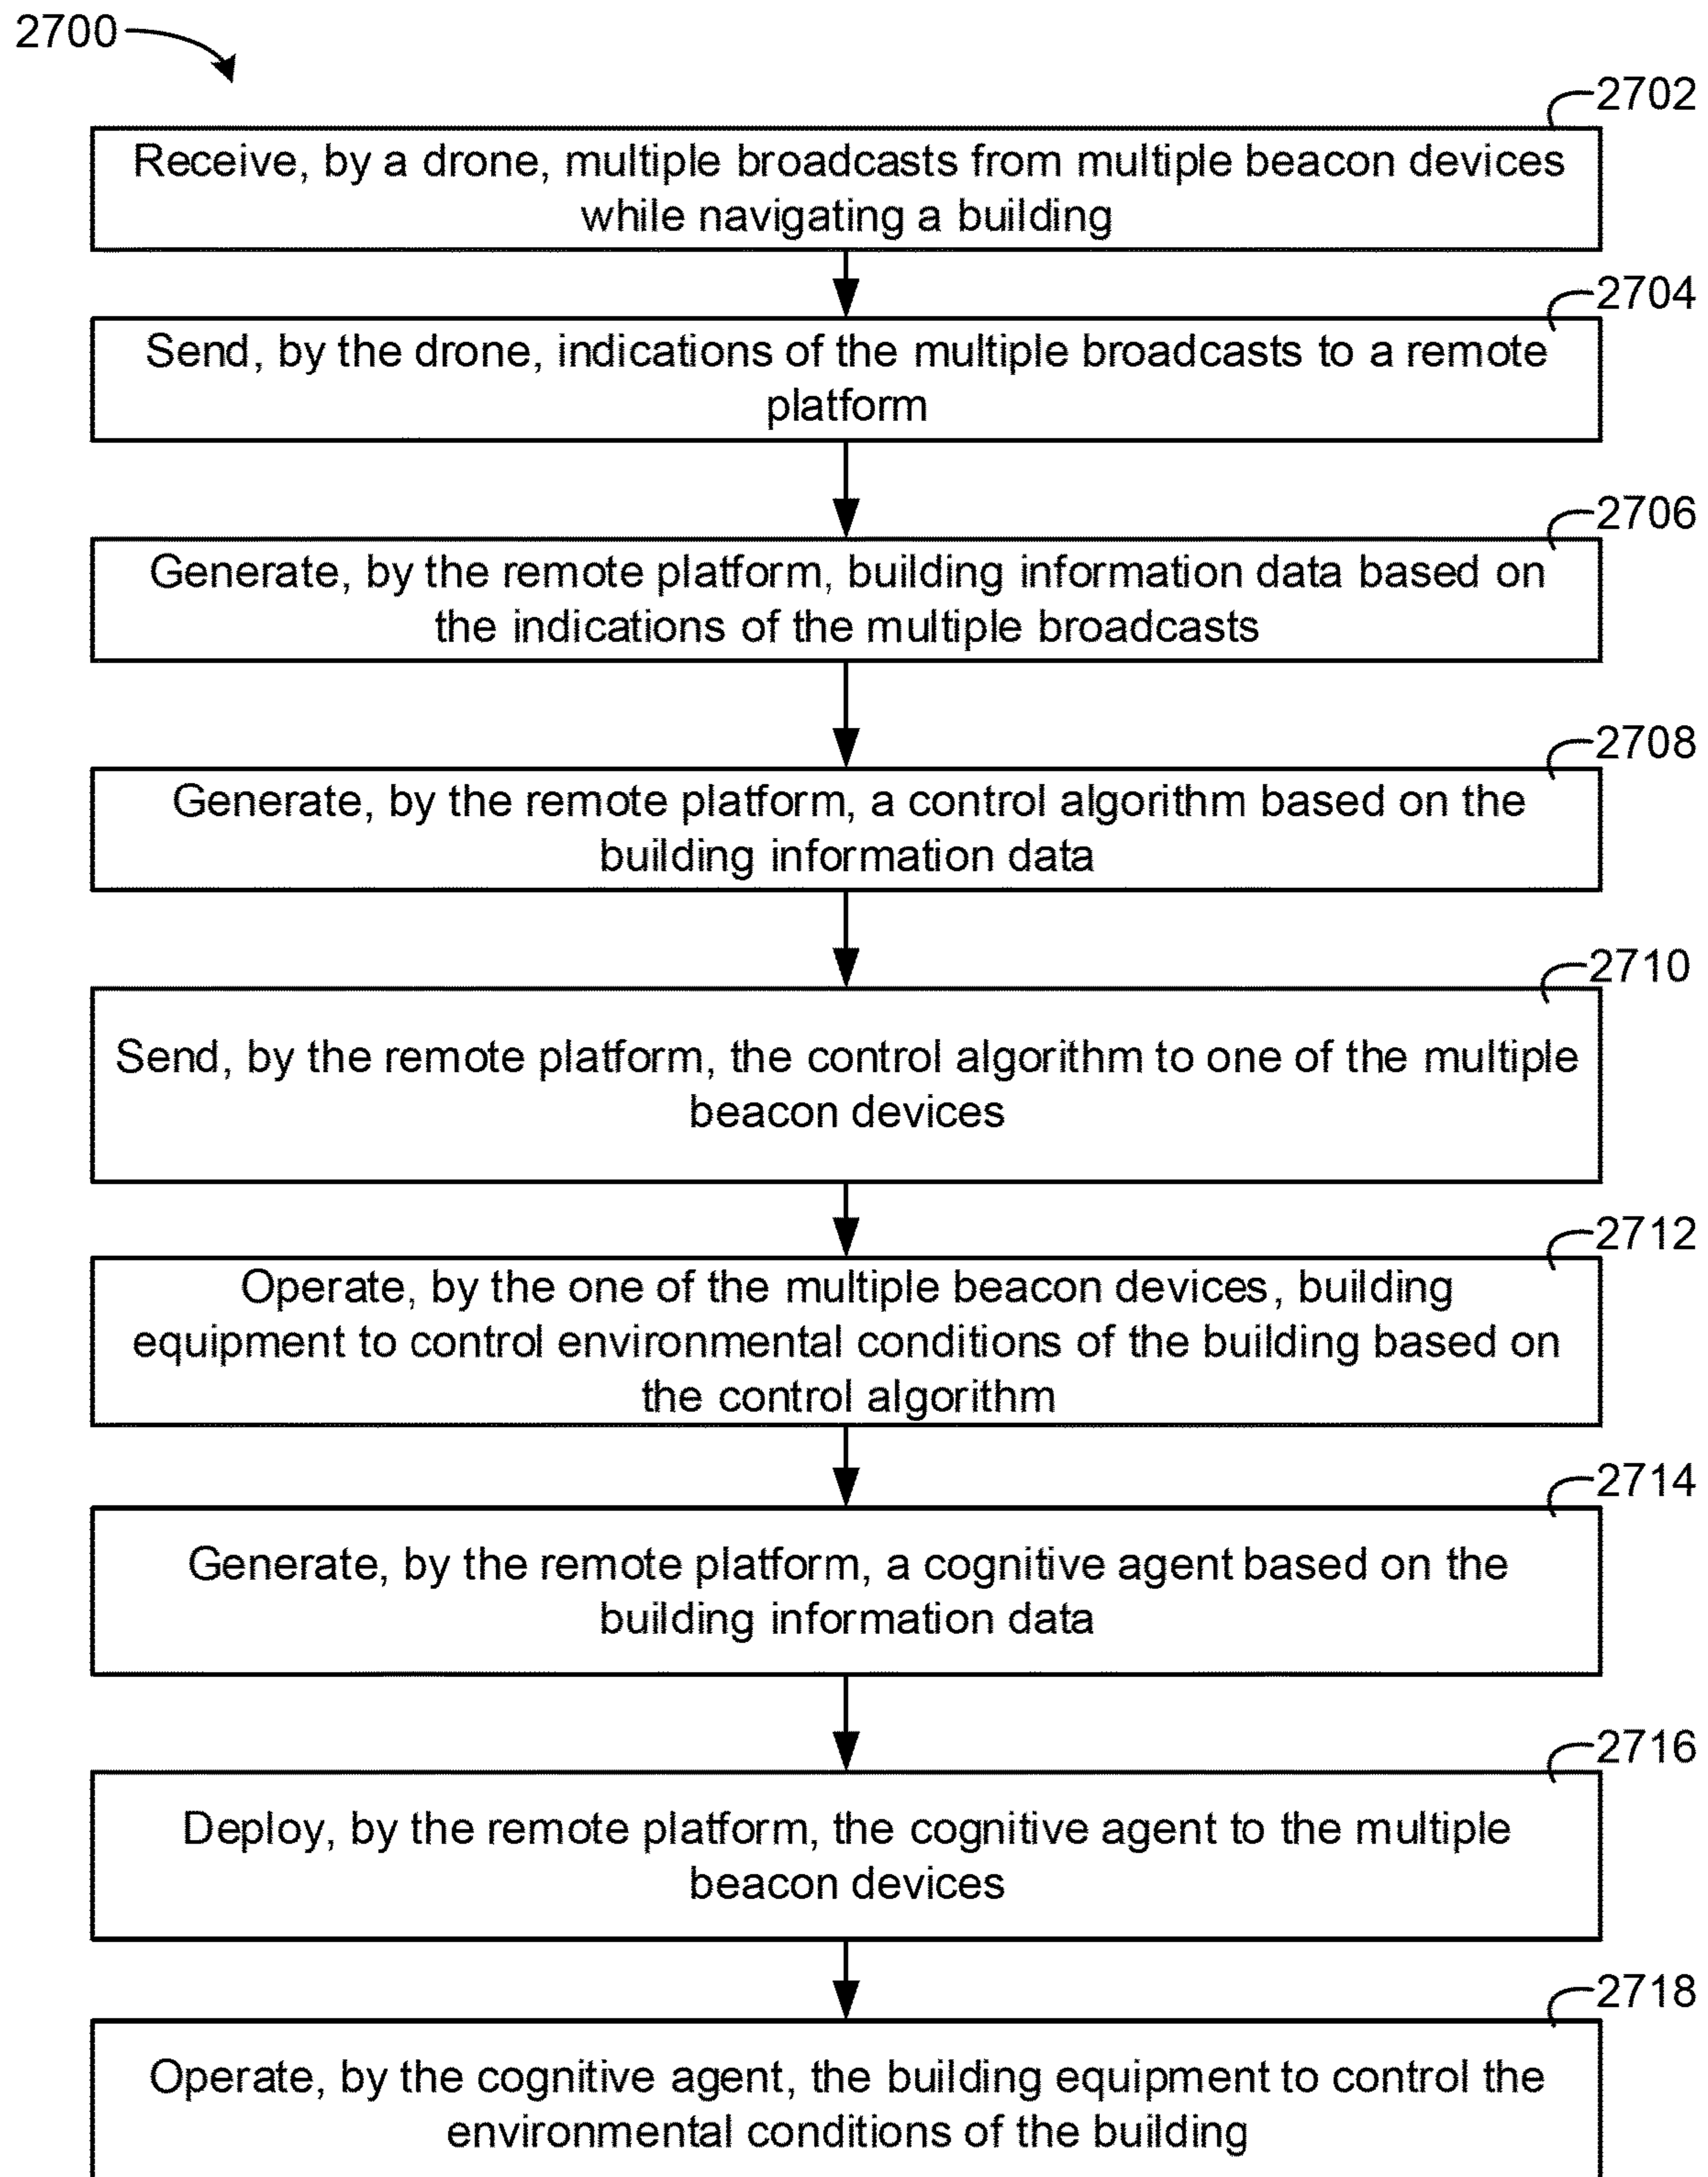 2700
2702
Receive, by a drone, multiple broadcasts from multiple beacon devices
while navigating a building
2704
Send, by the drone, indications of the multiple broadcasts to a remote
platform
2706
Generate, by the remote platform, building information data based on
the indications of the multiple broadcasts
2708
Generate, by the remote platform, a control algorithm based on the
building information data
2710
Send, by the remote platform, the control algorithm to one of the multiple
beacon devices
2712
Operate, by the one of the multiple beacon devices, building
equipment to control environmental conditions of the building based on
the control algorithm
2714
Generate, by the remote platform, a cognitive agent based on the
building information data
2716
Deploy, by the remote platform, the cognitive agent to the multiple
beacon devices
2718
Operate, by the cognitive agent, the building equipment to control the
environmental conditions of the building